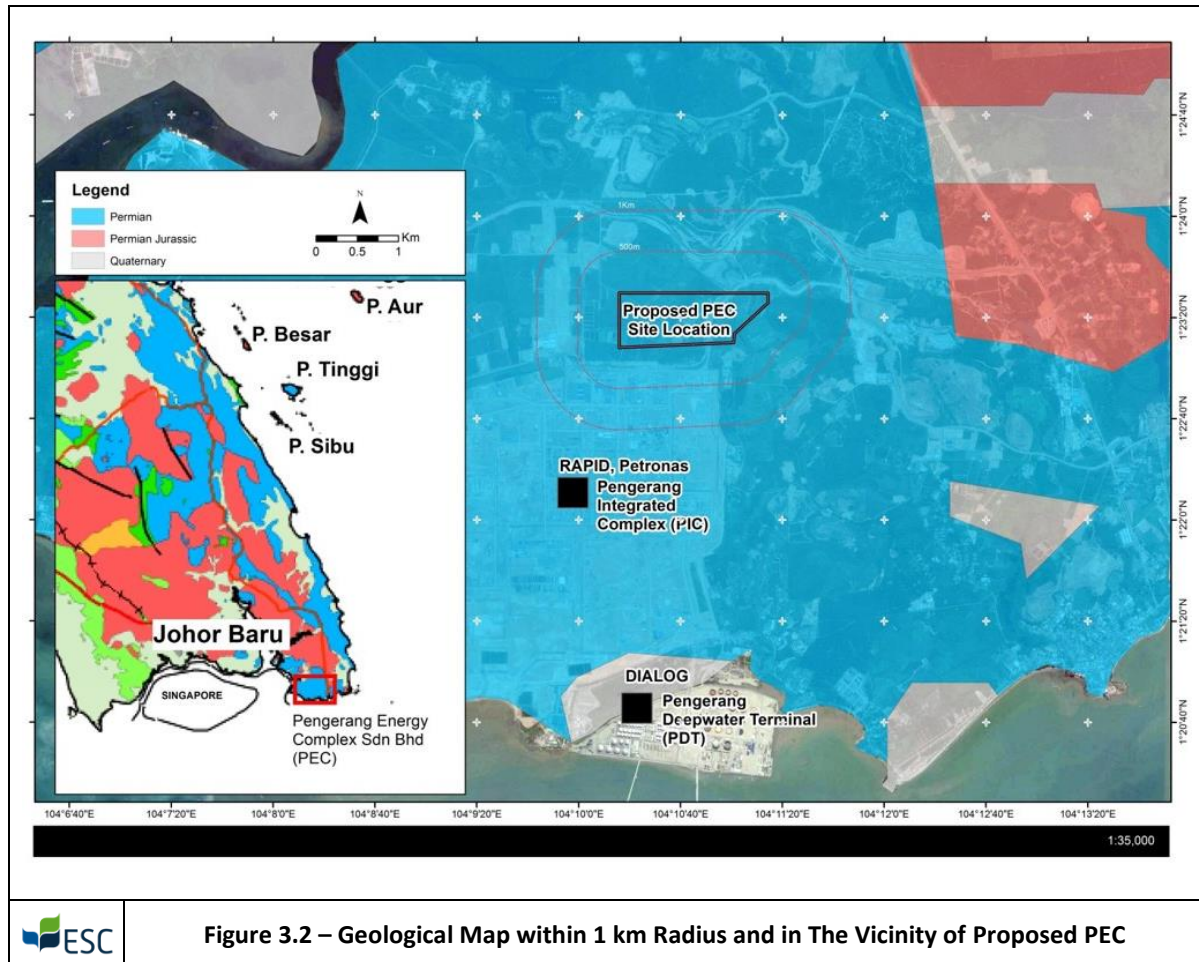 Legend
Permian
Permian Jurassic
Quaternary
N
0 0.5 1 Km
P. Aur
P. Besar
P. Tinggi
P. Sibu
Johor Baru
SINGAPORE
Pengerang Energy
Complex Sdn Bhd
(PEC)
1Km
500m
Proposed PEC
Site Location
RAPID, Petronas
Pengerang
Integrated
Complex (PIC)
DIALOG
Pengerang
Deepwater Terminal
(PDT)
1°24'40"N
1°24'0"N
1°23'20"N
1°22'40"N
1°22'0"N
1°21'20"N
1°20'40"N
104°6'40"E 104°7'20"E 104°8'0"E 104°8'40"E 104°9'20"E 104°10'0"E 104°10'40"E 104°11'20"E 104°12'0"E 104°12'40"E 104°13'20"E
1:35,000
ESC
Figure 3.2 – Geological Map within 1 km Radius and in The Vicinity of Proposed PEC